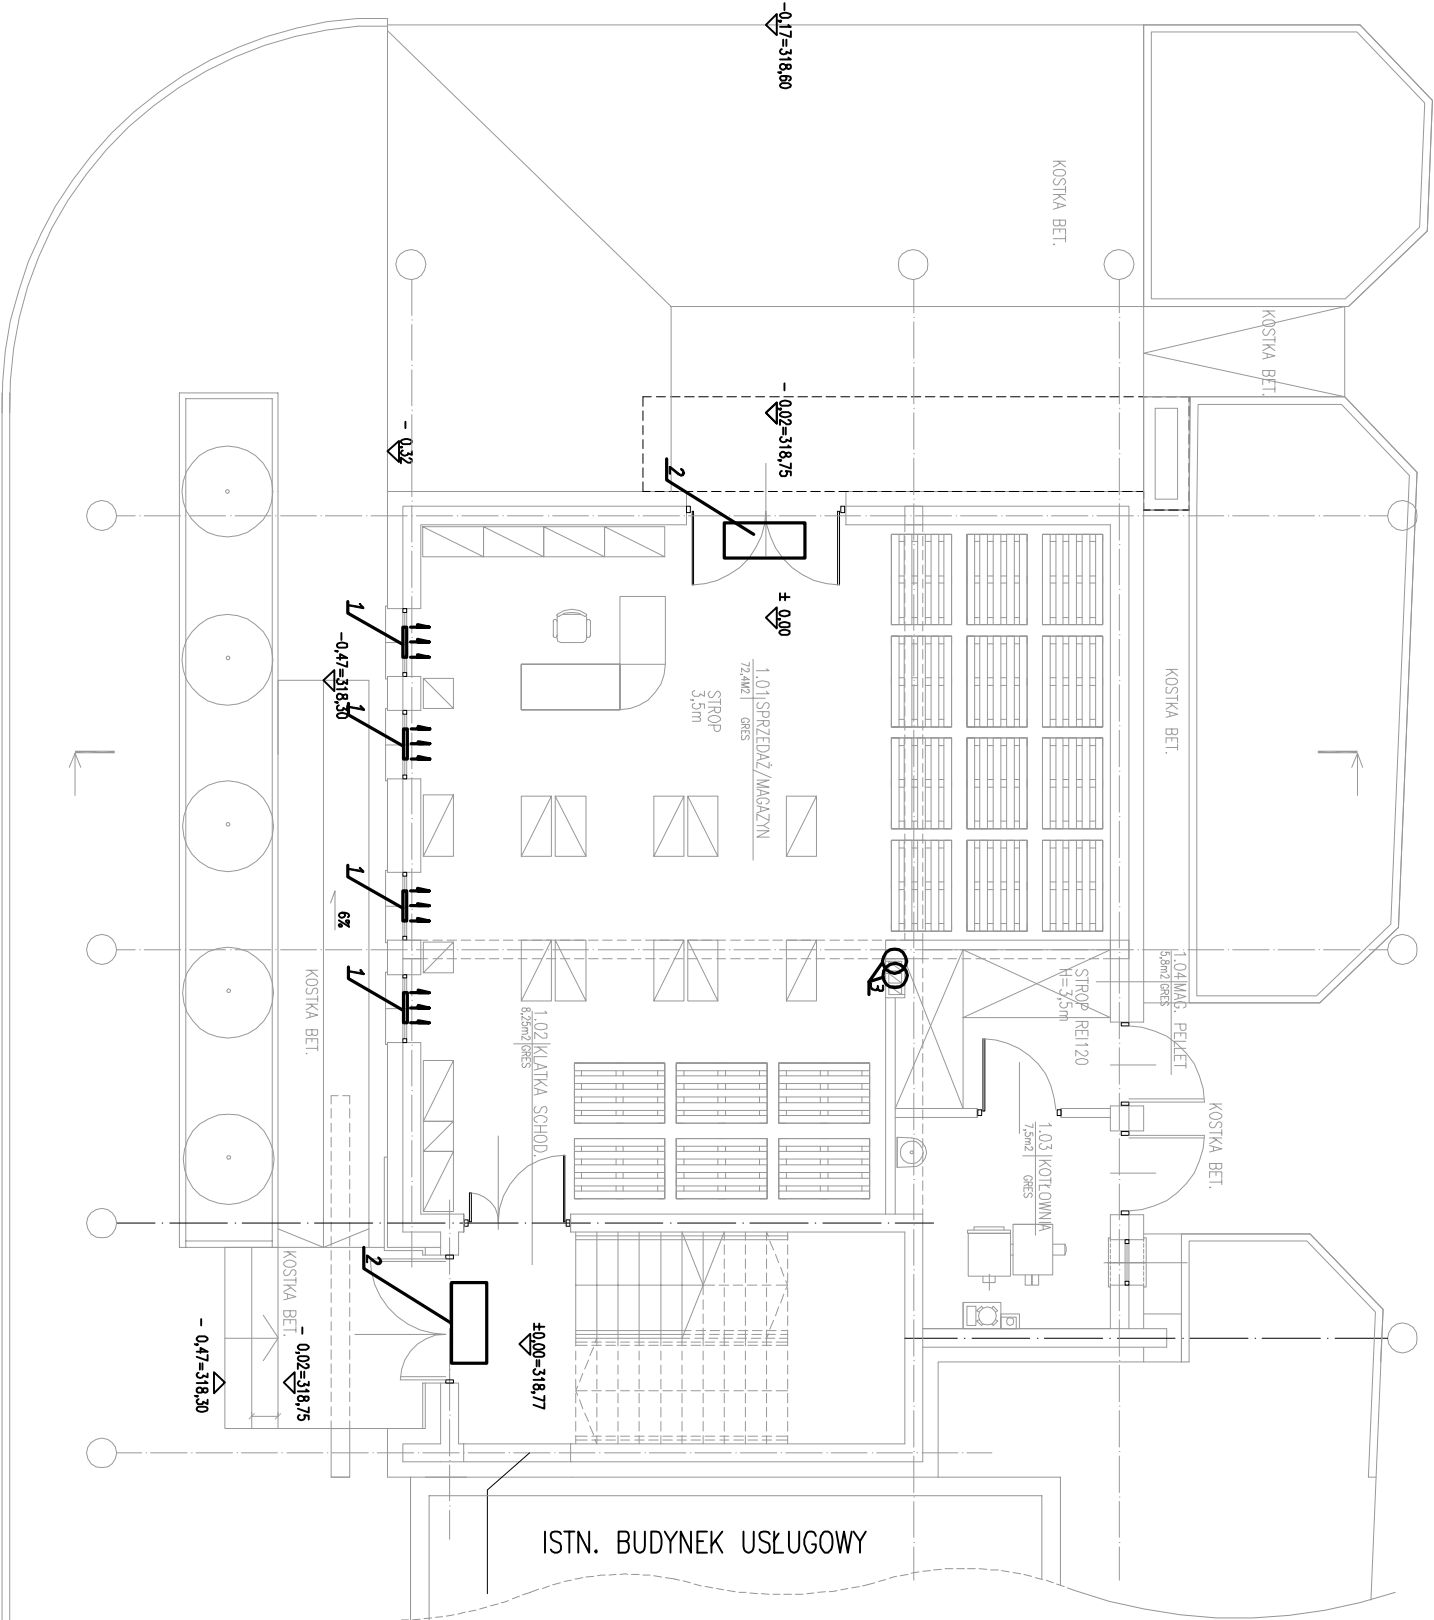 -0,17=318,60
KOSTKA BET.
KOSTKA BET.
- 0,02=318,75
- 0,32
2
± 0,00
1
-0,47=318,30
1
1.01 SPRZEDAŻ/MAGAZYN
72,4M2 GRES
STROP
3,5m
KOSTKA BET.
1
6%
1
KOSTKA BET.
3
1.04 MAG. PELLET
5,8m2 GRES
STROP REI120
H=3,5m
1.02 KLATKA SCHOD.
8,25m2 GRES
1.03 KOTŁOWNIA
7,5m2 GRES
KOSTKA BET.
KOSTKA BET.
2
±0,00=318,77
- 0,02=318,75
- 0,47=318,30
ISTN. BUDYNEK USŁUGOWY